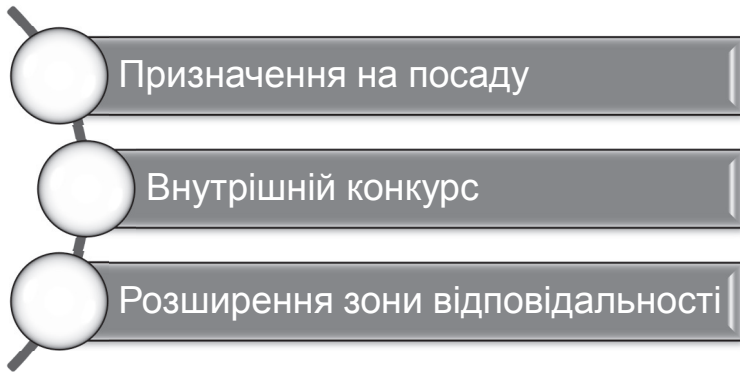 Призначення на посаду
Внутрішній конкурс
Розширення зони відповідальності